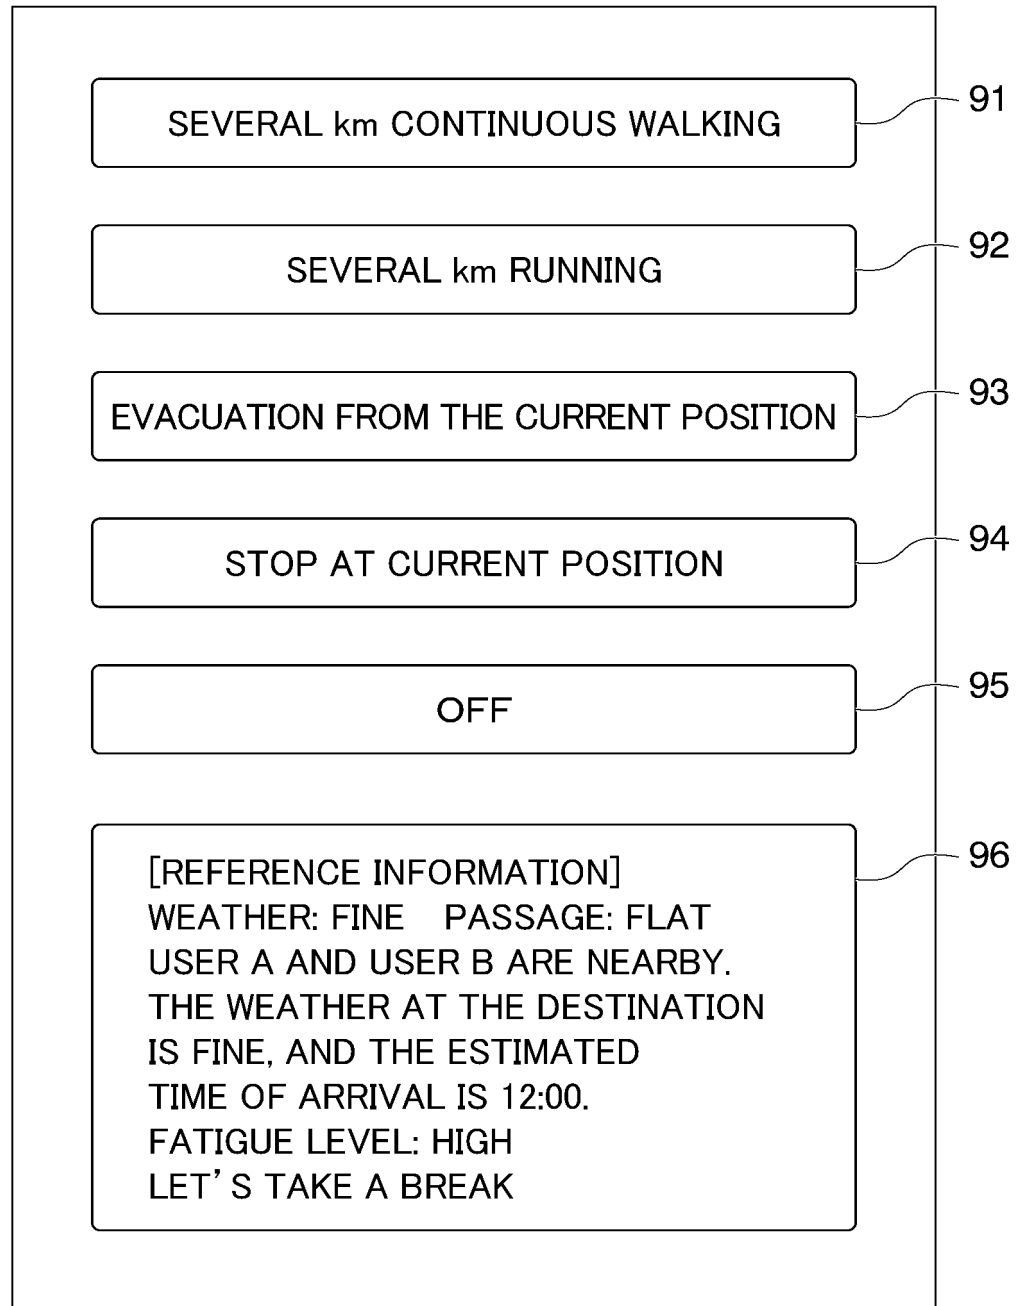 SEVERAL km CONTINUOUS WALKING
91
SEVERAL km RUNNING
92
EVACUATION FROM THE CURRENT POSITION
93
STOP AT CURRENT POSITION
94
OFF
95
[REFERENCE INFORMATION]
96
WEATHER: FINE PASSAGE: FLAT
USER A AND USER B ARE NEARBY.
THE WEATHER AT THE DESTINATION
IS FINE, AND THE ESTIMATED
TIME OF ARRIVAL IS 12:00.
FATIGUE LEVEL: HIGH
LET'S TAKE A BREAK